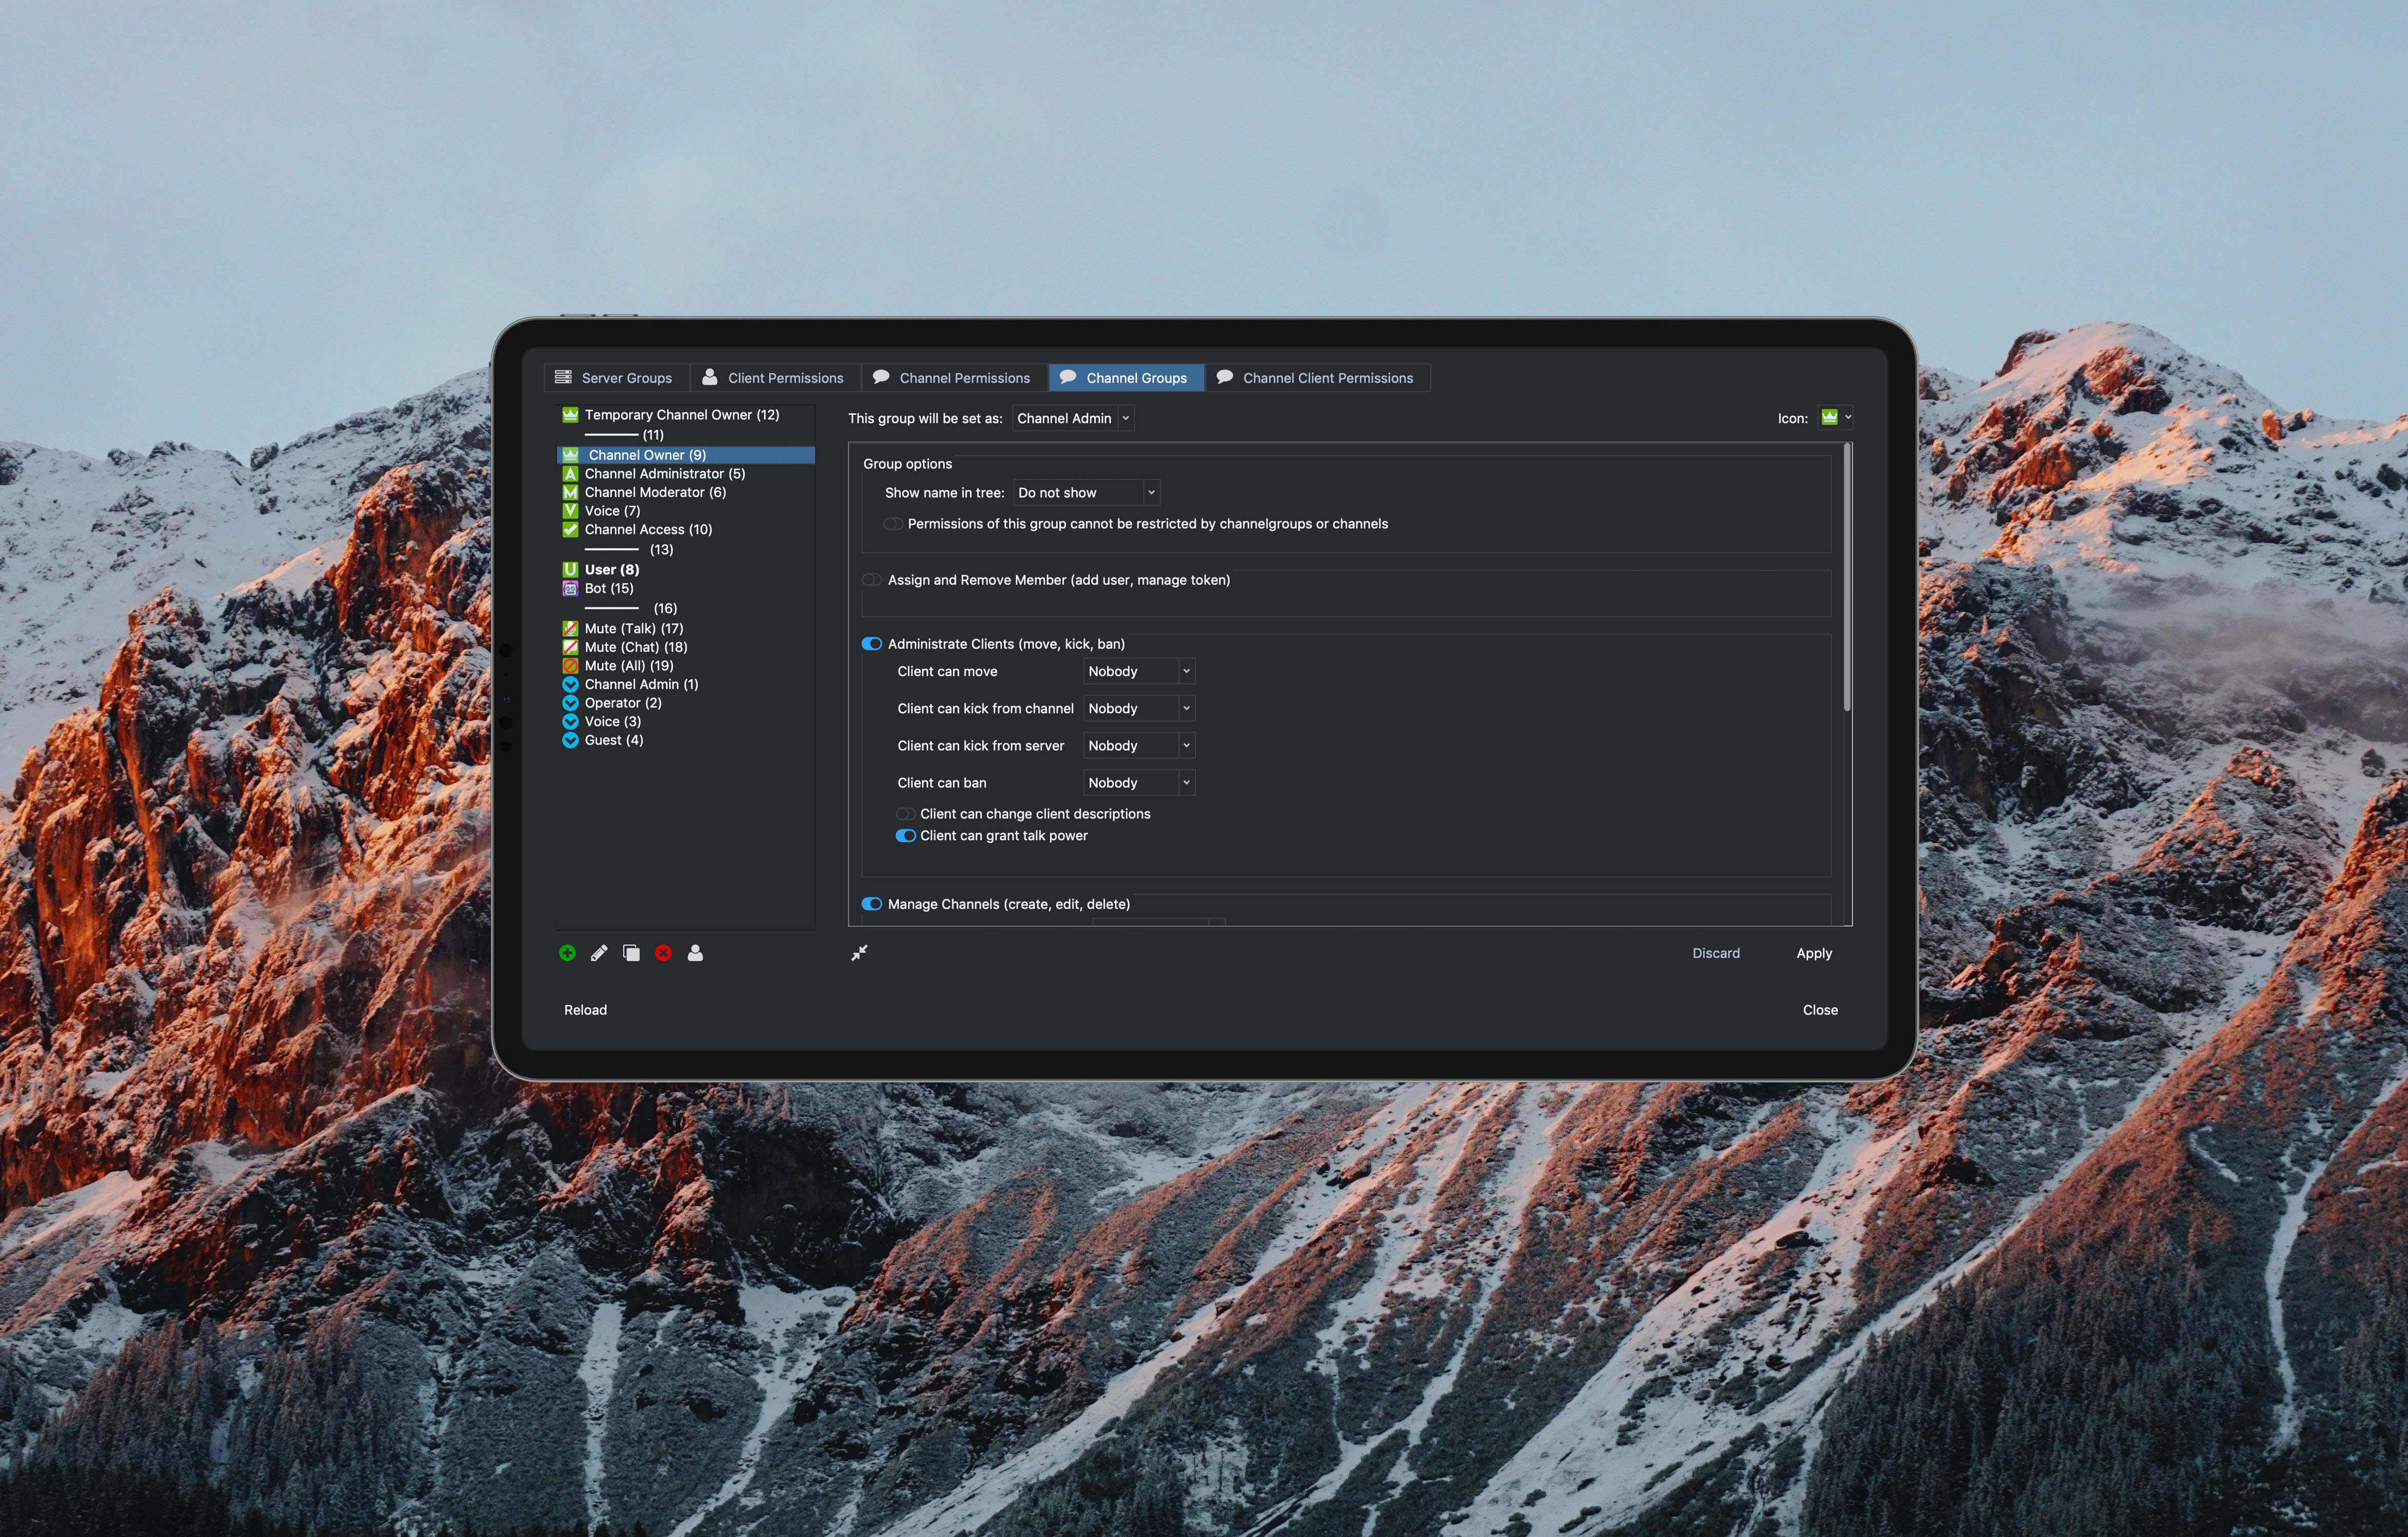 Server Groups
Client Permissions
Channel Permissions
Channel Groups
Channel Client Permissions
Temporary Channel Owner (12)
(11)
Channel Owner (9)
Channel Administrator (5)
Channel Moderator (6)
Voice (7)
Channel Access (10)
(13)
User (8)
Bot (15)
(16)
Mute (Talk) (17)
Mute (Chat) (18)
Mute (All) (19)
Channel Admin (1)
Operator (2)
Voice (3)
Guest (4)
This group will be set as: Channel Admin
Icon:
Group options
Show name in tree: Do not show
Permissions of this group cannot be restricted by channelgroups or channels
Assign and Remove Member (add user, manage token)
Administrate Clients (move, kick, ban)
Client can move Nobody
Client can kick from channel Nobody
Client can kick from server Nobody
Client can ban Nobody
Client can change client descriptions
Client can grant talk power
Manage Channels (create, edit, delete)
Discard
Apply
Reload
Close